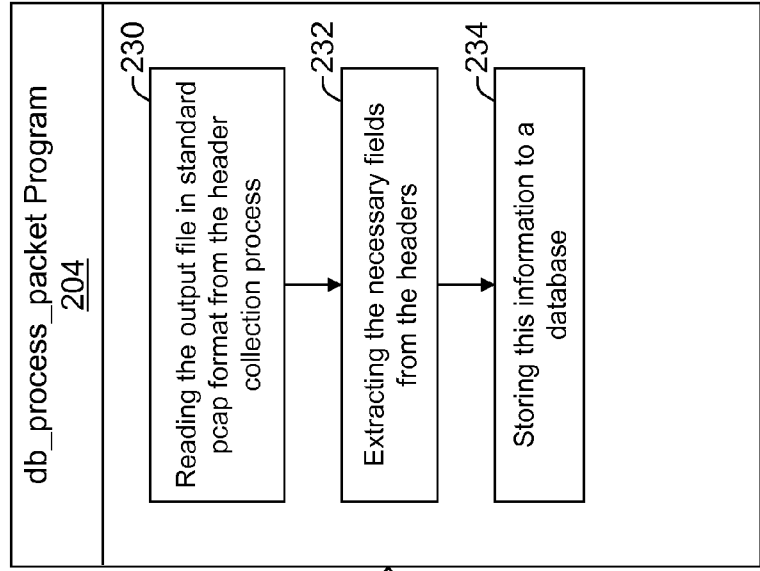 db_process_packet Program
204
230
Reading the output file in standard
pcap format from the header
collection process
232
Extracting the necessary fields
from the headers
234
Storing this information to a
database